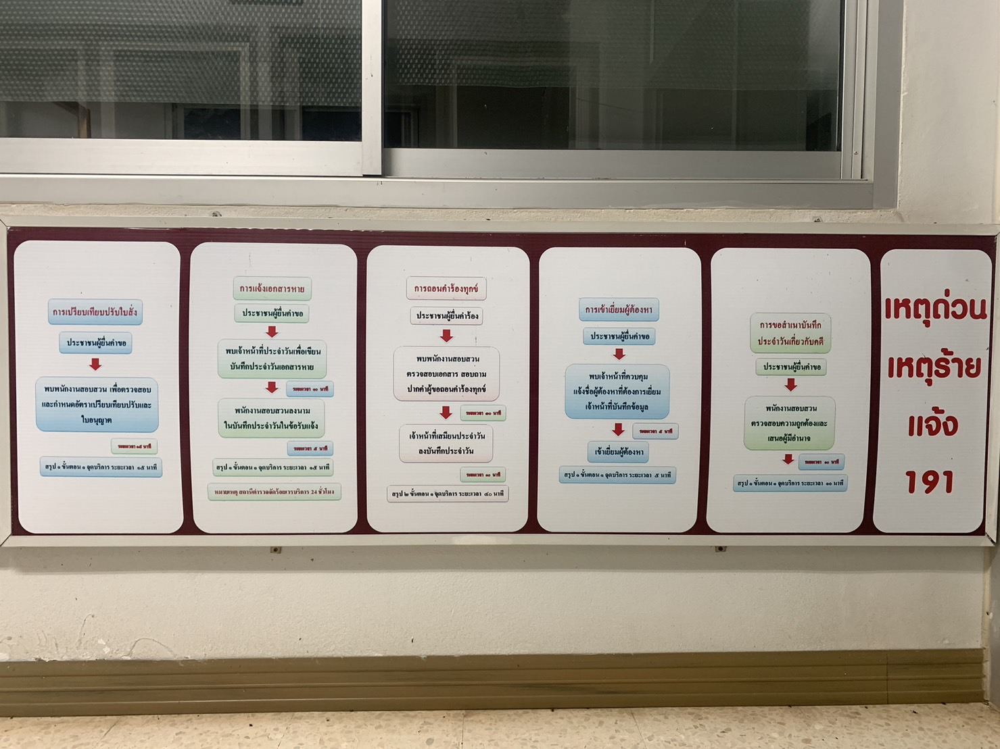 การเปรียบเทียบปรับใบสั่ง
ประชาชนผู้ยื่นคำขอ
พบพนักงานสอบสวน เพื่อตรวจสอบ
และกำหนดอัตราเปรียบเทียบปรับและ
ใบอนุญาต
ระยะเวลา ๑๕ นาที
สรุป ๑ ขั้นตอน ๑ จุดบริการ ระยะเวลา ๑๕ นาที
การแจ้งเอกสารหาย
ประชาชนผู้ยื่นคำขอ
พบเจ้าหน้าที่ประจำวันเพื่อเขียน
บันทึกประจำวันเอกสารหาย
ระยะเวลา ๑๐ นาที
พนักงานสอบสวนลงนาม
ในบันทึกประจำวันในข้อรับแจ้ง
ระยะเวลา ๕ นาที
สรุป ๑ ขั้นตอน ๑ จุดบริการ ระยะเวลา ๑๕ นาที
หมายเหตุ สถานีตำรวจจัดร้อยเวรบริการ 24 ชั่วโมง
การถอนคำร้องทุกข์
ประชาชนผู้ยื่นคำร้อง
พบพนักงานสอบสวน
ตรวจสอบเอกสาร สอบถาม
ปากคำผู้ขอถอนคำร้องทุกข์
ระยะเวลา ๓๐ นาที
เจ้าหน้าที่เสมียนประจำวัน
ลงบันทึกประจำวัน
ระยะเวลา ๑๐ นาที
สรุป ๒ ขั้นตอน ๑ จุดบริการ ระยะเวลา ๔๐ นาที
การเข้าเยี่ยมผู้ต้องหา
ประชาชนผู้ยื่นคำขอ
พบเจ้าหน้าที่ควบคุม
แจ้งชื่อผู้ต้องหาที่ต้องการเยี่ยม
เจ้าหน้าที่บันทึกข้อมูล
ระยะเวลา ๕ นาที
เข้าเยี่ยมผู้ต้องหา
สรุป ๑ ขั้นตอน ๑ จุดบริการ ระยะเวลา ๕ นาที
การขอสำเนาบันทึก
ประจำวันเกี่ยวกับคดี
ประชาชนผู้ยื่นคำขอ
พนักงานสอบสวน
ตรวจสอบความถูกต้องและ
เสนอผู้มีอำนาจ
ระยะเวลา ๑๐ นาที
สรุป ๑ ขั้นตอน ๑ จุดบริการ ระยะเวลา ๑๐ นาที
เหตุด่วน
เหตุร้าย
แจ้ง
191